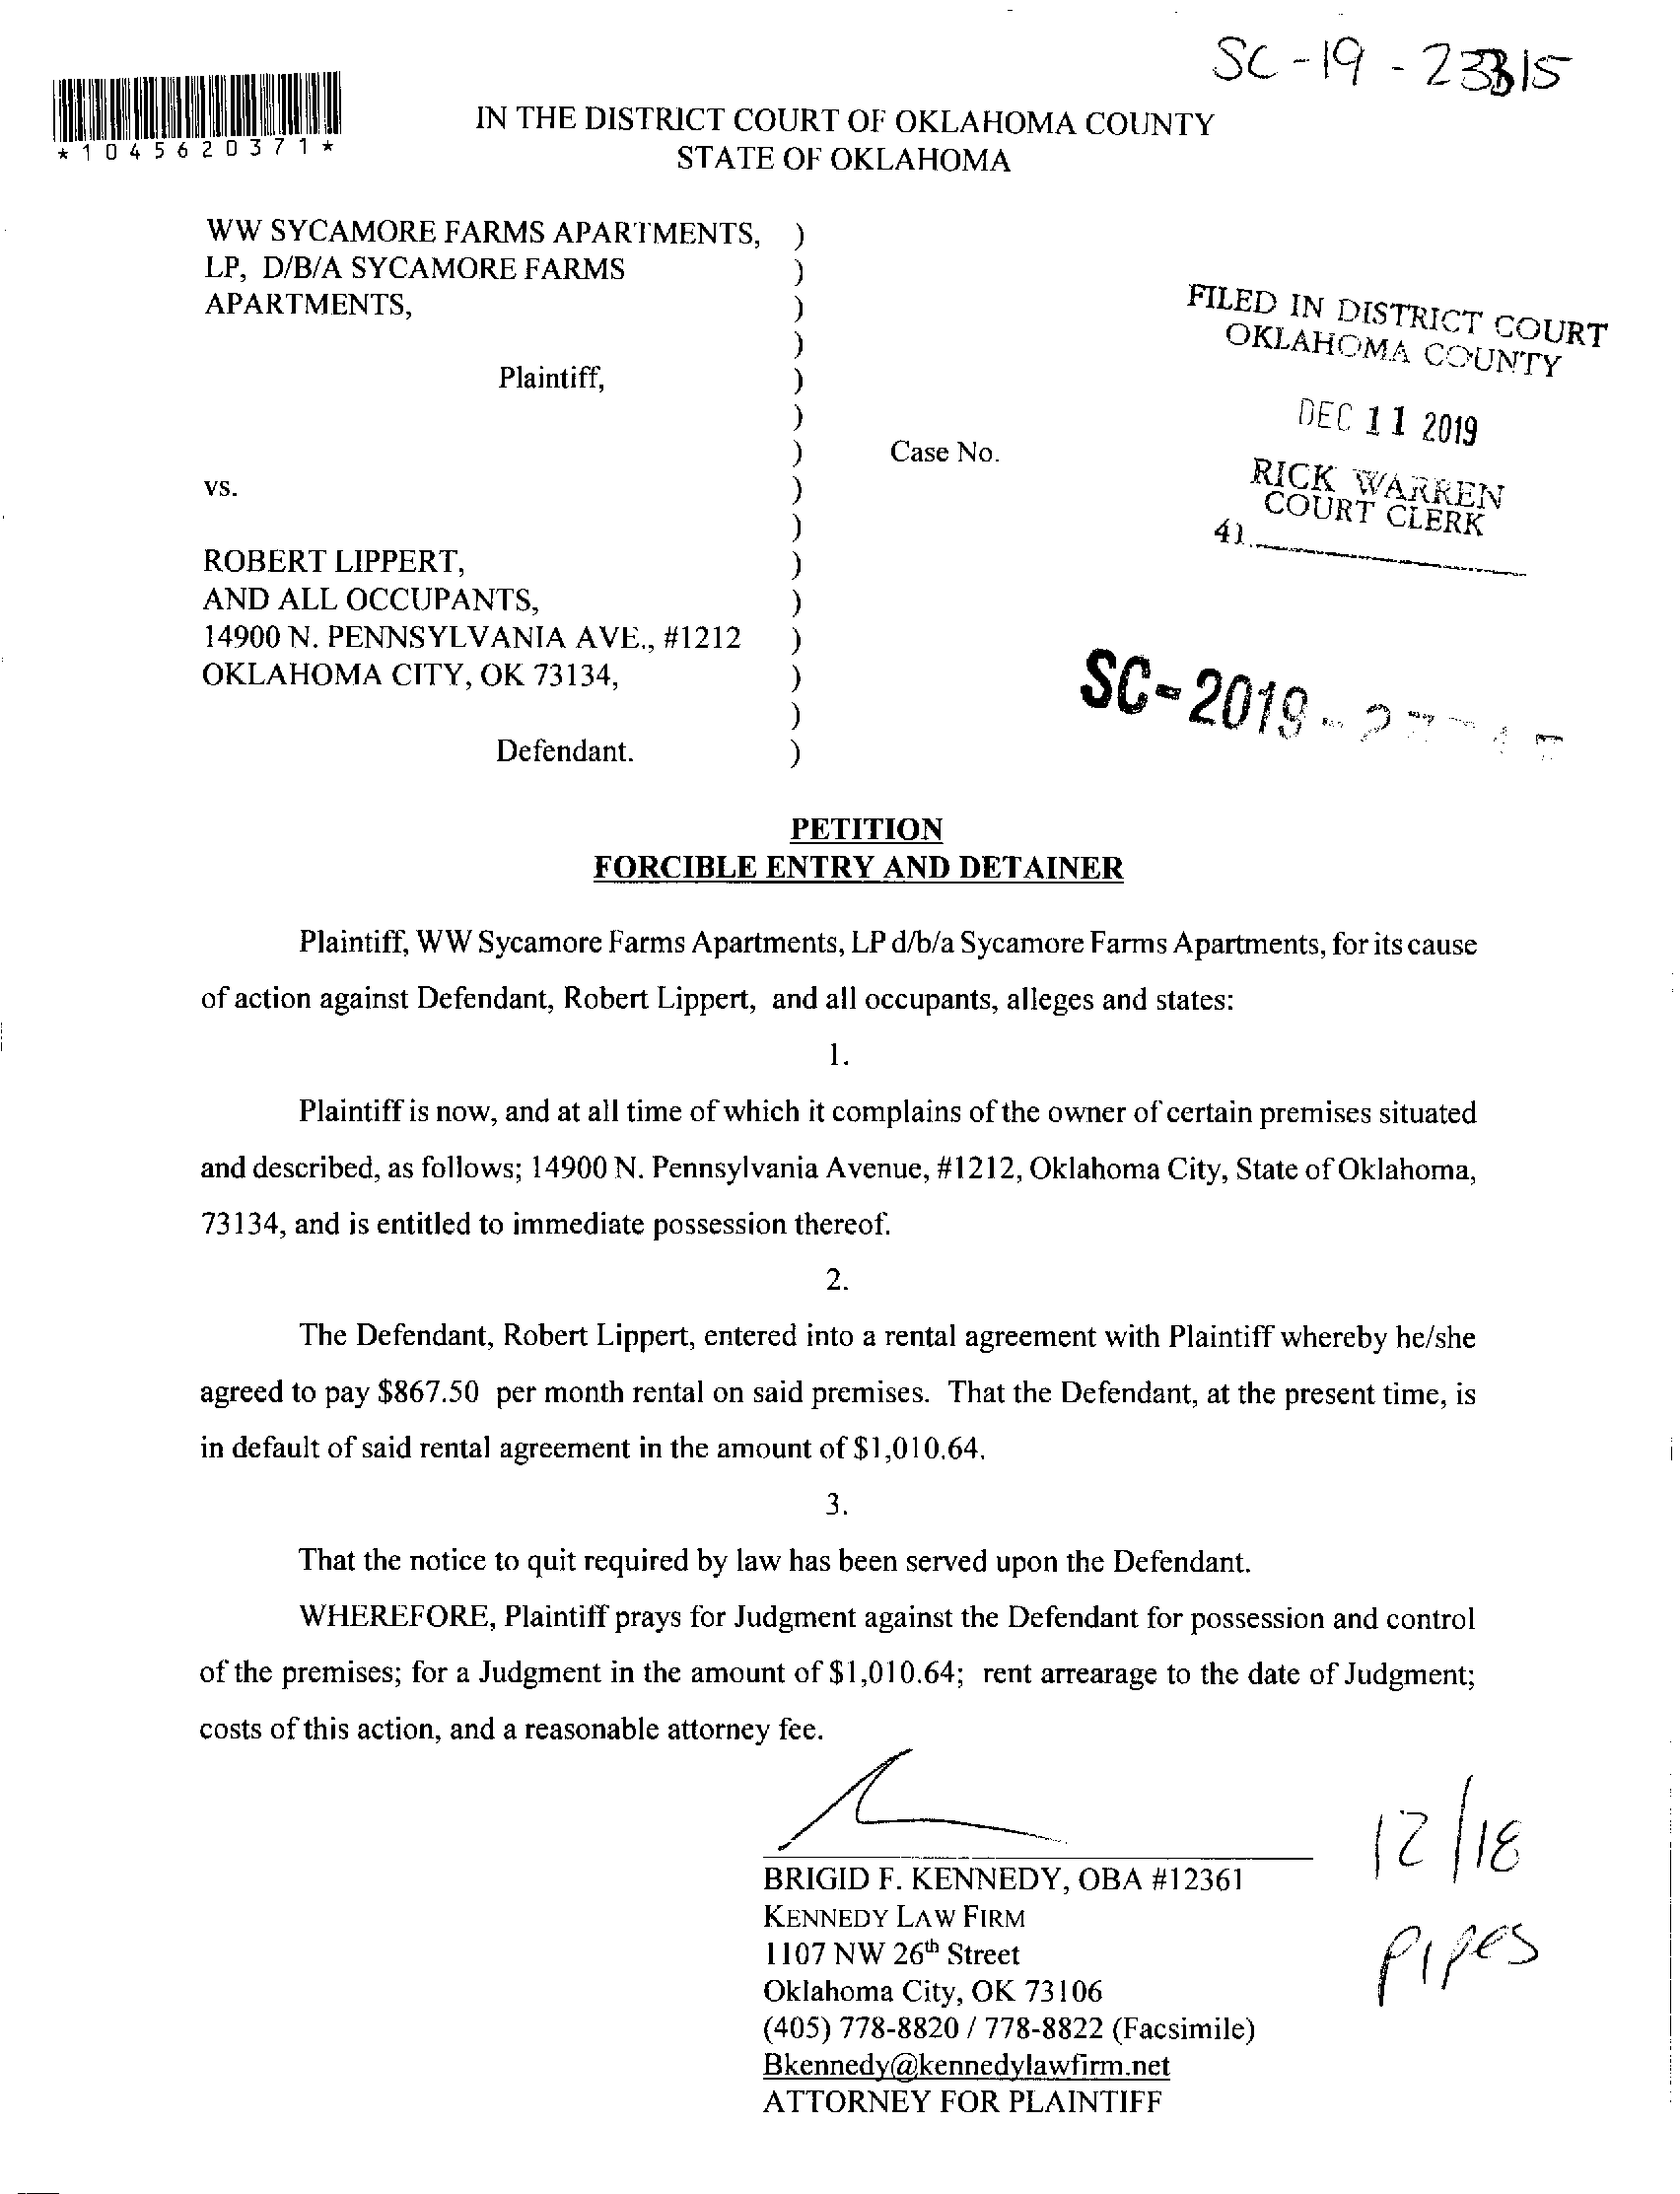 SC-19-23315
*1045620371*
IN THE DISTRICT COURT OF OKLAHOMA COUNTY
STATE OF OKLAHOMA
WW SYCAMORE FARMS APARTMENTS, )
LP, D/B/A SYCAMORE FARMS )
APARTMENTS, )
)
Plaintiff, )
)
) Case No.
vs. )
)
ROBERT LIPPERT, )
AND ALL OCCUPANTS, )
14900 N. PENNSYLVANIA AVE., #1212 )
OKLAHOMA CITY, OK 73134, )
)
Defendant. )
FILED IN DISTRICT COURT
OKLAHOMA COUNTY
DEC 11 2019
RICK WARREN
COURT CLERK
41
SC-2019-
PETITION
FORCIBLE ENTRY AND DETAINER
Plaintiff, WW Sycamore Farms Apartments, LP d/b/a Sycamore Farms Apartments, for its cause
of action against Defendant, Robert Lippert, and all occupants, alleges and states:
1.
Plaintiff is now, and at all time of which it complains of the owner of certain premises situated
and described, as follows; 14900 N. Pennsylvania Avenue, #1212, Oklahoma City, State of Oklahoma,
73134, and is entitled to immediate possession thereof.
2.
The Defendant, Robert Lippert, entered into a rental agreement with Plaintiff whereby he/she
agreed to pay $867.50 per month rental on said premises. That the Defendant, at the present time, is
in default of said rental agreement in the amount of $1,010.64.
3.
That the notice to quit required by law has been served upon the Defendant.
WHEREFORE, Plaintiff prays for Judgment against the Defendant for possession and control
of the premises; for a Judgment in the amount of $1,010.64; rent arrearage to the date of Judgment;
costs of this action, and a reasonable attorney fee.
BRIGID F. KENNEDY, OBA #12361
KENNEDY LAW FIRM
1107 NW 26th Street
Oklahoma City, OK 73106
(405) 778-8820 / 778-8822 (Facsimile)
Bkennedy@kennedylawfirm.net
ATTORNEY FOR PLAINTIFF
12/18
pipes